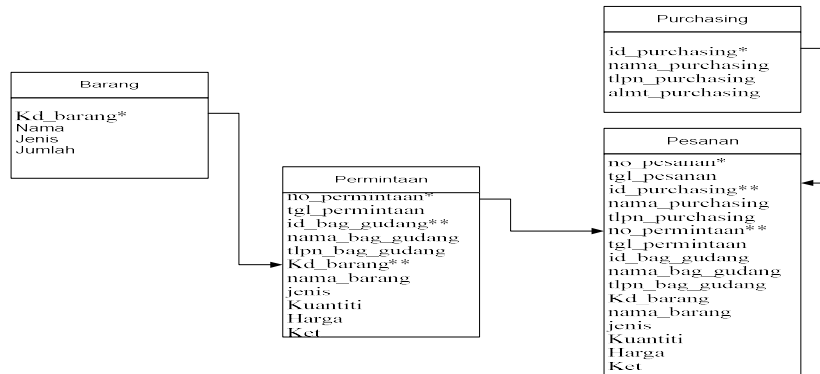 Purchasing
id_purchasing*
nama_purchasing
tlpn_purchasing
almt_purchasing
Barang
Kd_barang*
Nama
Jenis
Jumlah
Permintaan
no_permintaan*
tgl_permintaan
id_bag_gudang**
nama_bag_gudang
tlpn_bag_gudang
Kd_barang**
nama_barang
jenis
Kuantiti
Harga
Ket
Pesanan
no_pesanan*
tgl_pesanan
id_purchasing**
nama_purchasing
tlpn_purchasing
no_permintaan**
tgl_permintaan
id_bag_gudang
nama_bag_gudang
tlpn_bag_gudang
Kd_barang
nama_barang
jenis
Kuantiti
Harga
Ket